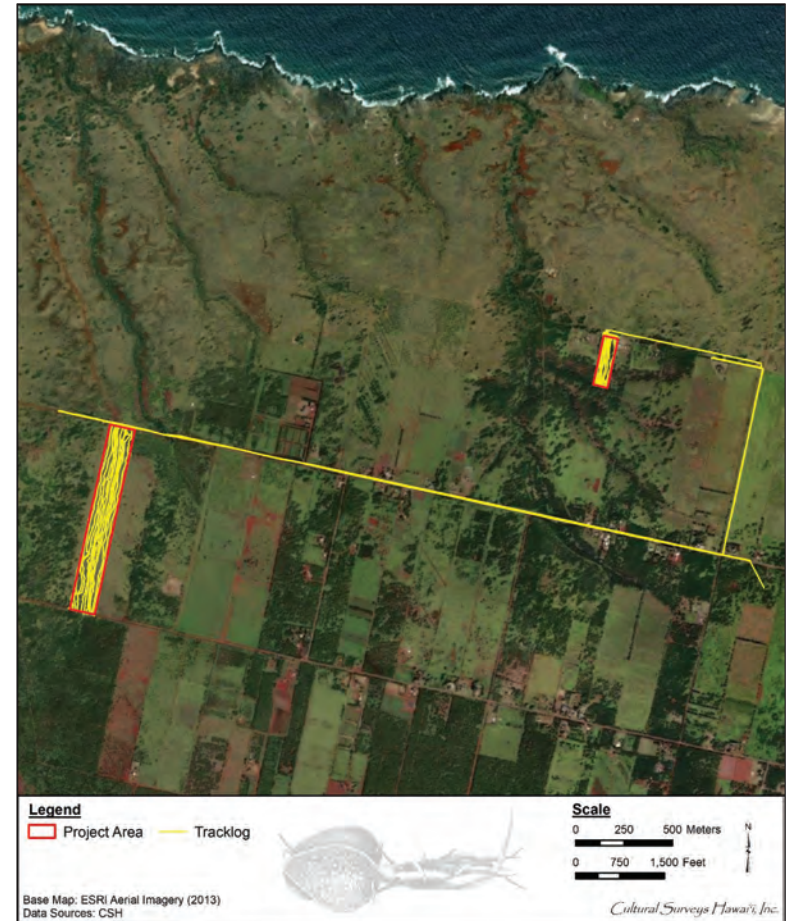 Legend
Project Area
Tracklog
Base Map: ESRI Aerial Imagery (2013)
Data Sources: CSH
Scale
0 250 500 Meters
0 750 1,500 Feet
N
Cultural Surveys Hawai'i, Inc.